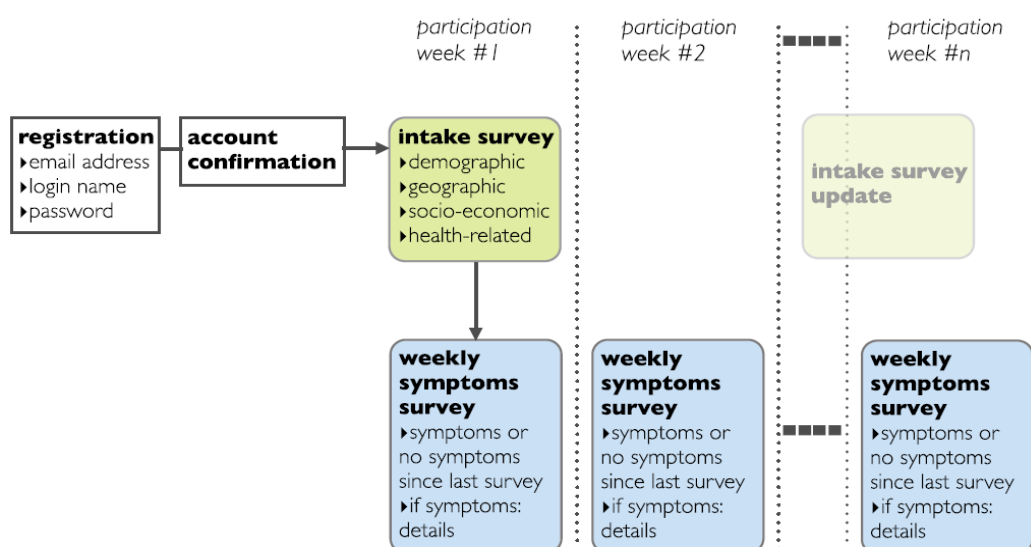 participation
week #1
participation
week #2
participation
week #n
registration
▸email address
▸login name
▸password
account
confirmation
intake survey
▸demographic
▸geographic
▸socio-economic
▸health-related
intake survey
update
weekly
symptoms
survey
▸symptoms or
no symptoms
since last survey
▸if symptoms:
details
weekly
symptoms
survey
▸symptoms or
no symptoms
since last survey
▸if symptoms:
details
weekly
symptoms
survey
▸symptoms or
no symptoms
since last survey
▸if symptoms:
details